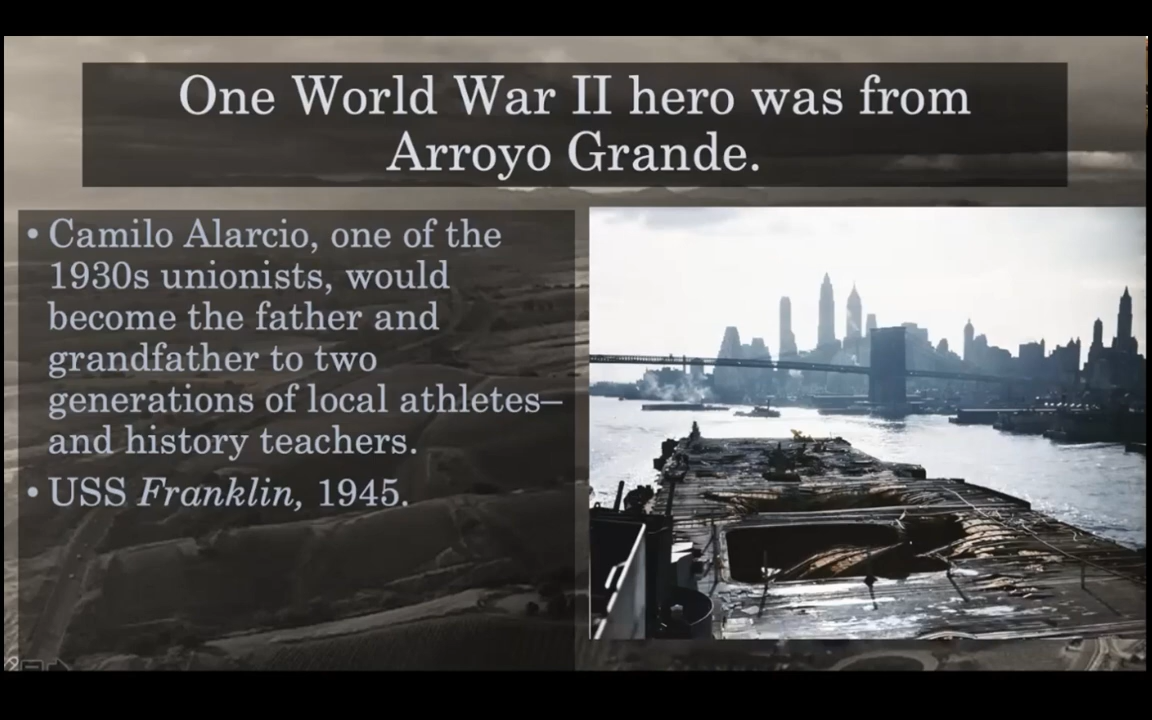 One World War II hero was from
Arroyo Grande.
• Camilo Alarcio, one of the
1930s unionists, would
become the father and
grandfather to two
generations of local athletes–
and history teachers.
• USS Franklin, 1945.